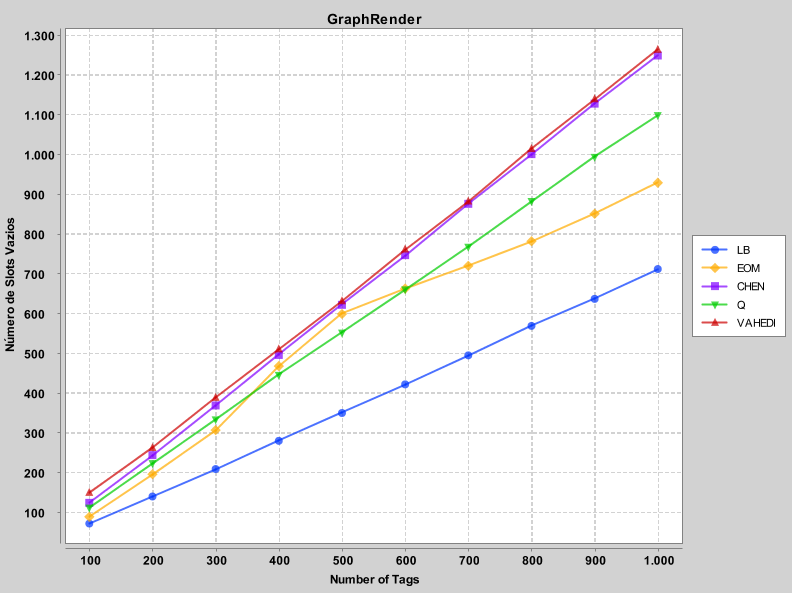 GraphRender
1.300
1.200
1.100
1.000
900
800
700
600
500
400
300
200
100
Número de Slots Vazios
100 200 300 400 500 600 700 800 900 1.000
Number of Tags
LB
EOM
CHEN
Q
VAHEDI